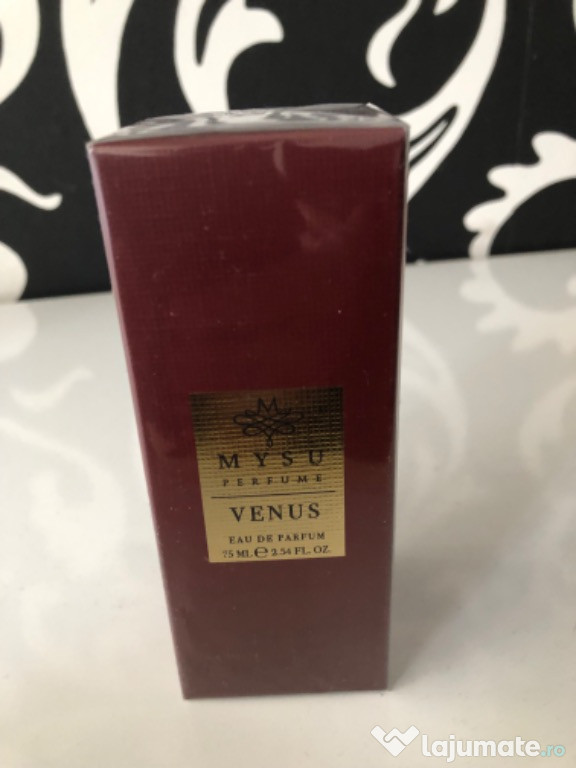 M
MYSU
PERFUME
VENUS
EAU DE PARFUM
75 ML e 2.54 FL. OZ.
lajumate.ro